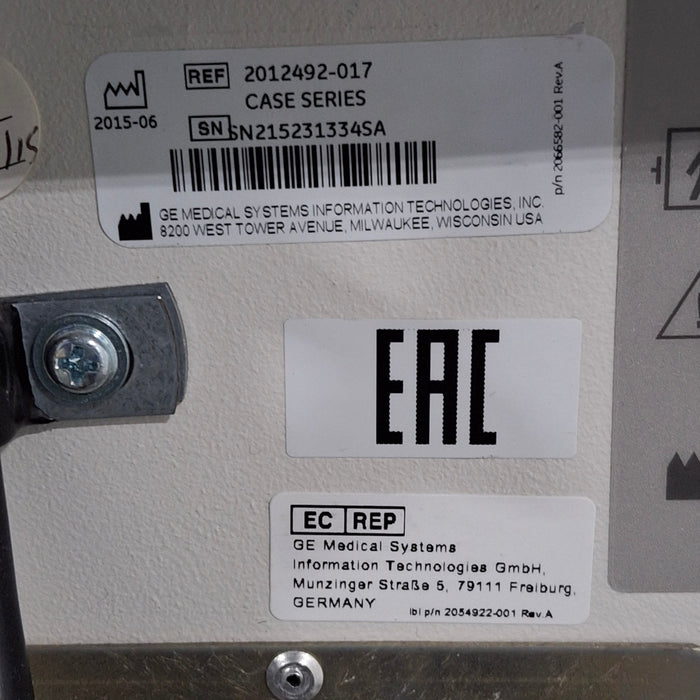 REF 2012492-017
CASE SERIES
2015-06
SN SN215231334SA
p/n 2066582-001 Rev.A
GE MEDICAL SYSTEMS INFORMATION TECHNOLOGIES, INC
8200 WEST TOWER AVENUE, MILWAUKEE, WISCONSIN USA
EAC
EC REP
GE Medical Systems
Information Technologies GmbH,
Munzinger Straße 5, 79111 Freiburg,
GERMANY
lbl p/n 2054922-001 Rev.A